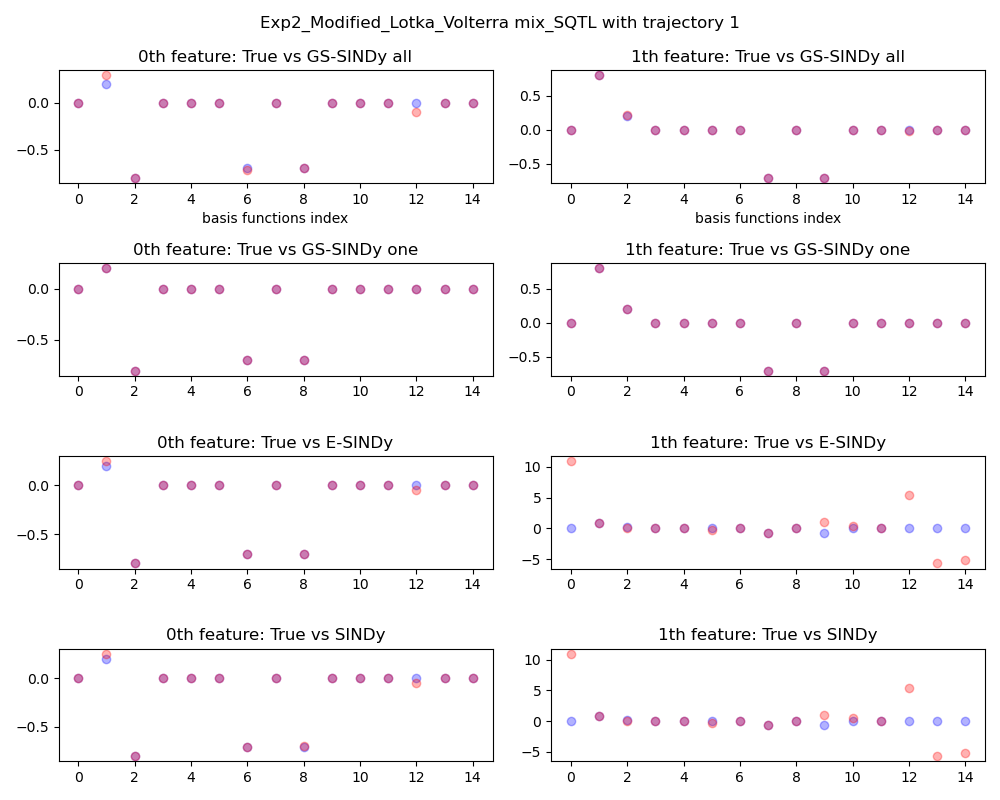 Exp2_Modified_Lotka_Volterra mix_SQTL with trajectory 1
0th feature: True vs GS-SINDy all
0.0
−0.5
0 2 4 6 8 10 12 14
basis functions index
1th feature: True vs GS-SINDy all
0.5
0.0
−0.5
0 2 4 6 8 10 12 14
basis functions index
0th feature: True vs GS-SINDy one
0.0
−0.5
0 2 4 6 8 10 12 14
1th feature: True vs GS-SINDy one
0.5
0.0
−0.5
0 2 4 6 8 10 12 14
0th feature: True vs E-SINDy
0.0
−0.5
0 2 4 6 8 10 12 14
1th feature: True vs E-SINDy
10
5
0
−5
0 2 4 6 8 10 12 14
0th feature: True vs SINDy
0.0
−0.5
0 2 4 6 8 10 12 14
1th feature: True vs SINDy
10
5
0
−5
0 2 4 6 8 10 12 14